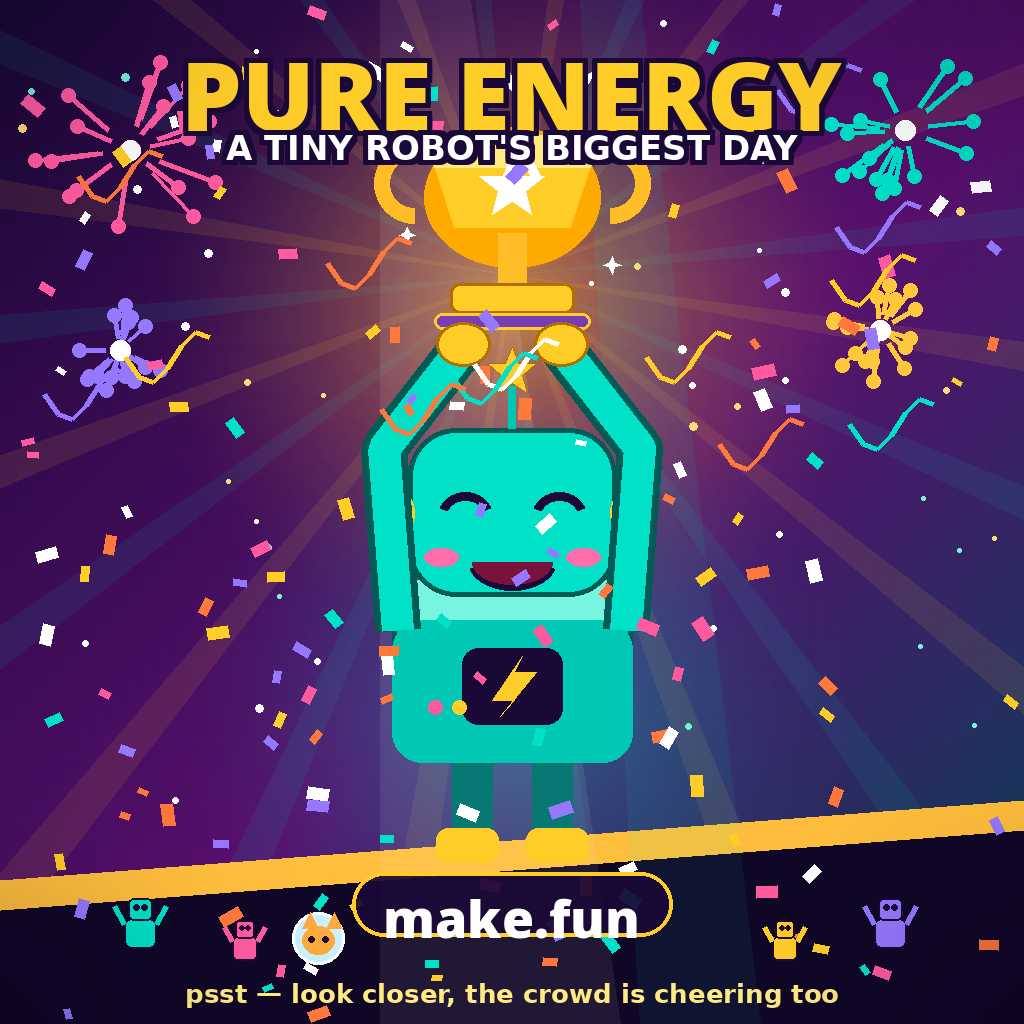 PURE ENERGY
A TINY ROBOT'S BIGGEST DAY
make.fun
psst — look closer, the crowd is cheering too